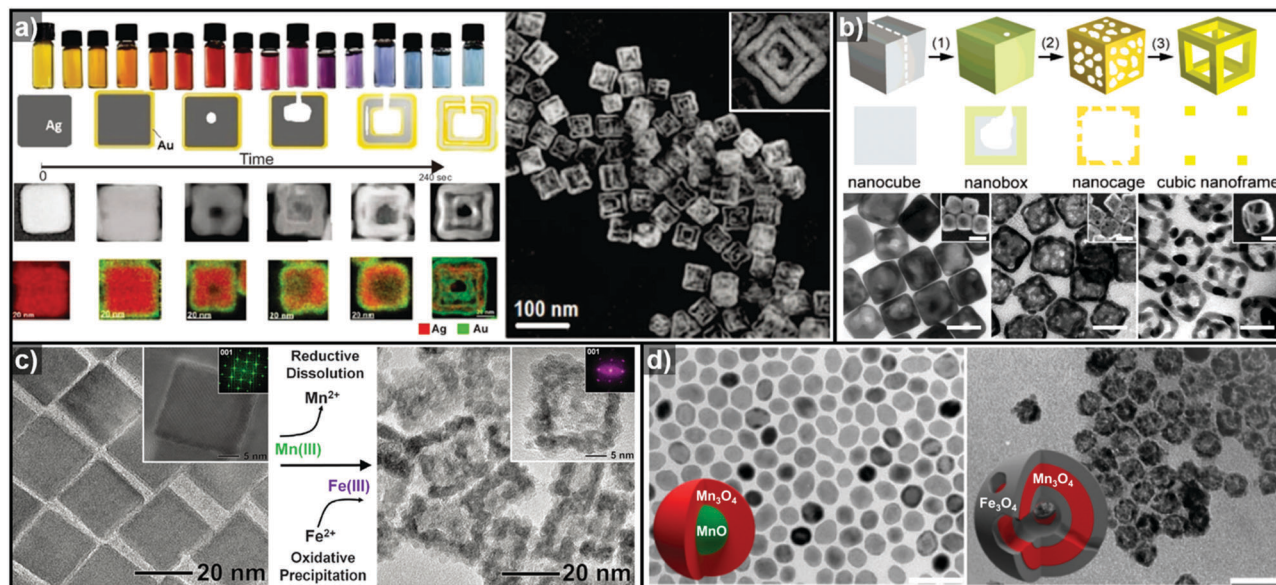 a)
Ag
Au
Time
0
240 sec
20 nm
20 nm
20 nm
20 nm
20 nm
20 nm
Ag Au
100 nm
b)
(1) (2) (3)
nanocube nanobox nanocage cubic nanoframe
c)
001
5 nm
20 nm
Reductive
Dissolution
Mn2+
Mn(III)
Fe(III)
Fe2+
Oxidative
Precipitation
001
5 nm
20 nm
d)
Mn3O4
MnO
Mn3O4
Fe3O4